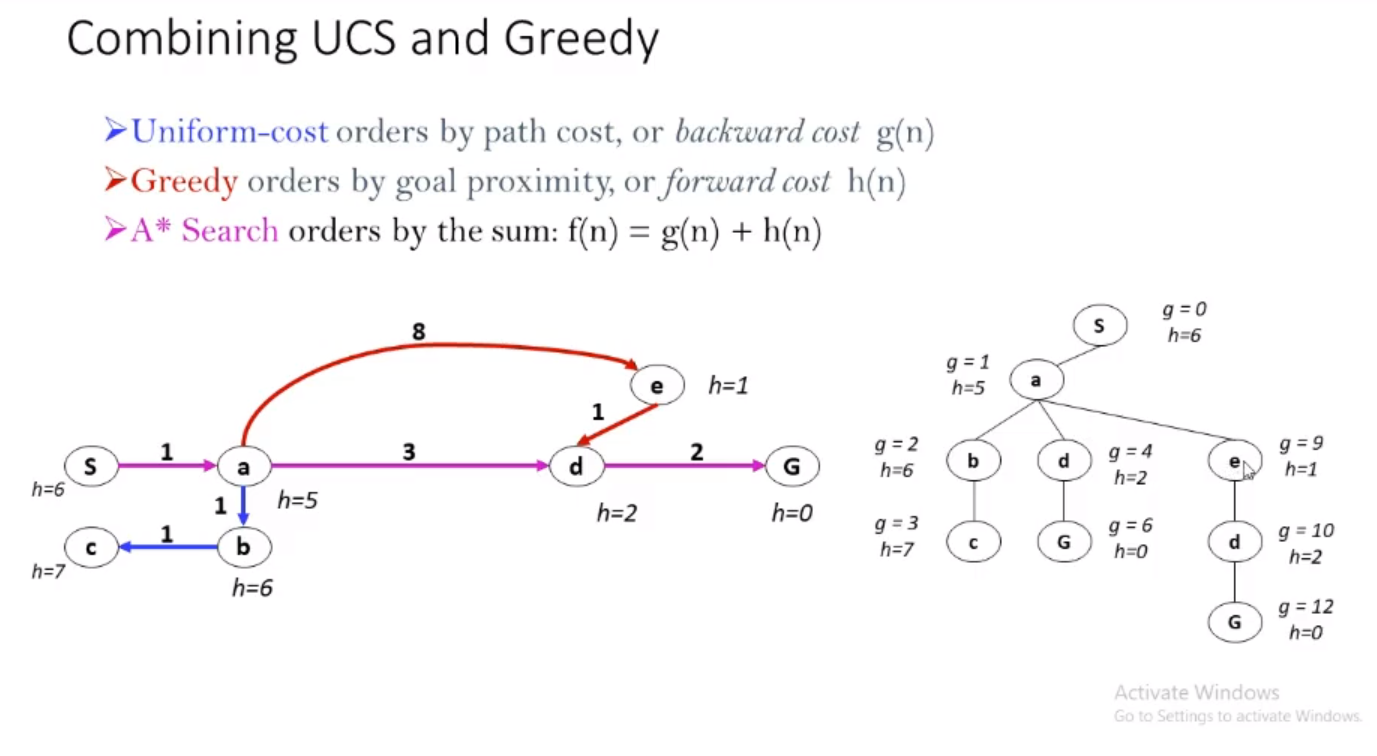 Combining UCS and Greedy
➢Uniform-cost orders by path cost, or backward cost g(n)
➢Greedy orders by goal proximity, or forward cost h(n)
➢A* Search orders by the sum: f(n) = g(n) + h(n)
8
e
h=1
1
S
1
a
3
d
2
G
h=6
h=5
h=2
h=0
1
c
1
b
h=7
h=6
S
g = 0
h=6
g = 1
h=5
a
g = 2
h=6
b
d
g = 4
h=2
e
g = 9
h=1
g = 3
h=7
c
G
g = 6
h=0
d
g = 10
h=2
G
g = 12
h=0
Activate Windows
Go to Settings to activate Windows.